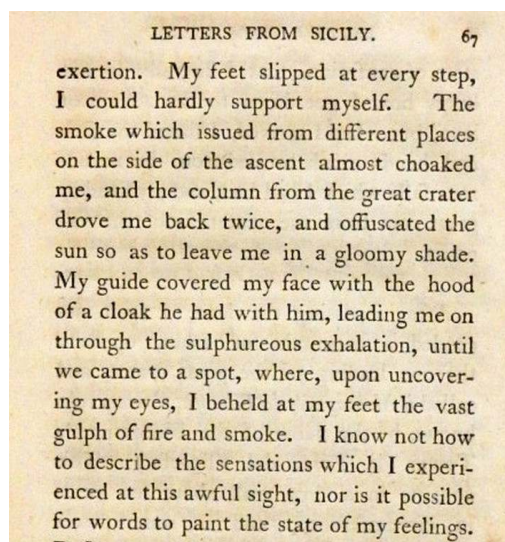 LETTERS FROM SICILY. 67
exertion. My feet slipped at every step,
I could hardly support myself. The
smoke which issued from different places
on the side of the ascent almost choaked
me, and the column from the great crater
drove me back twice, and offuscated the
sun so as to leave me in a gloomy shade.
My guide covered my face with the hood
of a cloak he had with him, leading me on
through the sulphureous exhalation, until
we came to a spot, where, upon uncover-
ing my eyes, I beheld at my feet the vast
gulph of fire and smoke. I know not how
to describe the sensations which I experi-
enced at this awful sight, nor is it possible
for words to paint the state of my feelings.